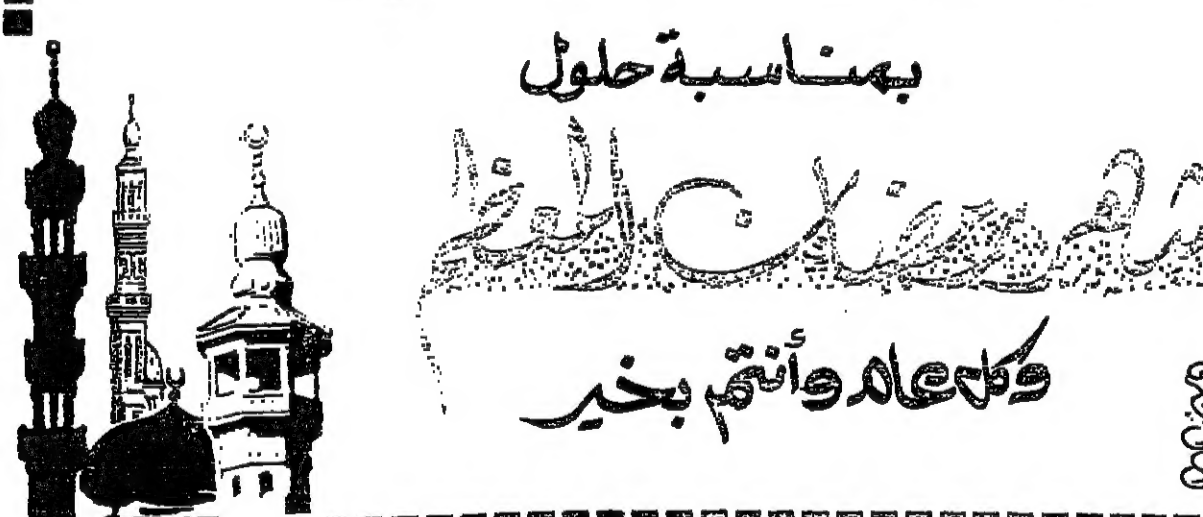 بمناسبة حلول
شهر رمضان المعظم
وكل عام وأنتم بخير